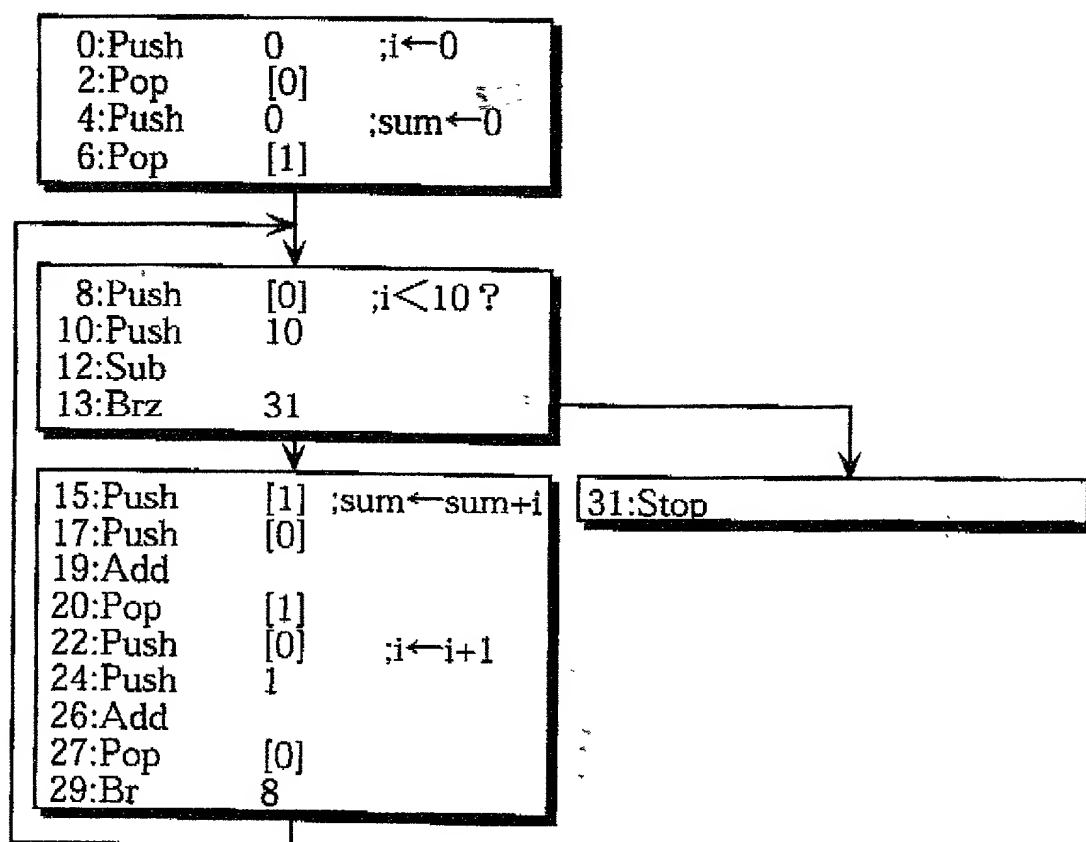 0:Push 0 ;i←0
2:Pop [0]
4:Push 0 ;sum←0
6:Pop [1]
8:Push [0] ;i<10?
10:Push 10
12:Sub
13:Brz 31
15:Push [1] ;sum←sum+i
17:Push [0]
19:Add
20:Pop [1]
22:Push [0] ;i←i+1
24:Push 1
26:Add
27:Pop [0]
29:Br 8
31:Stop